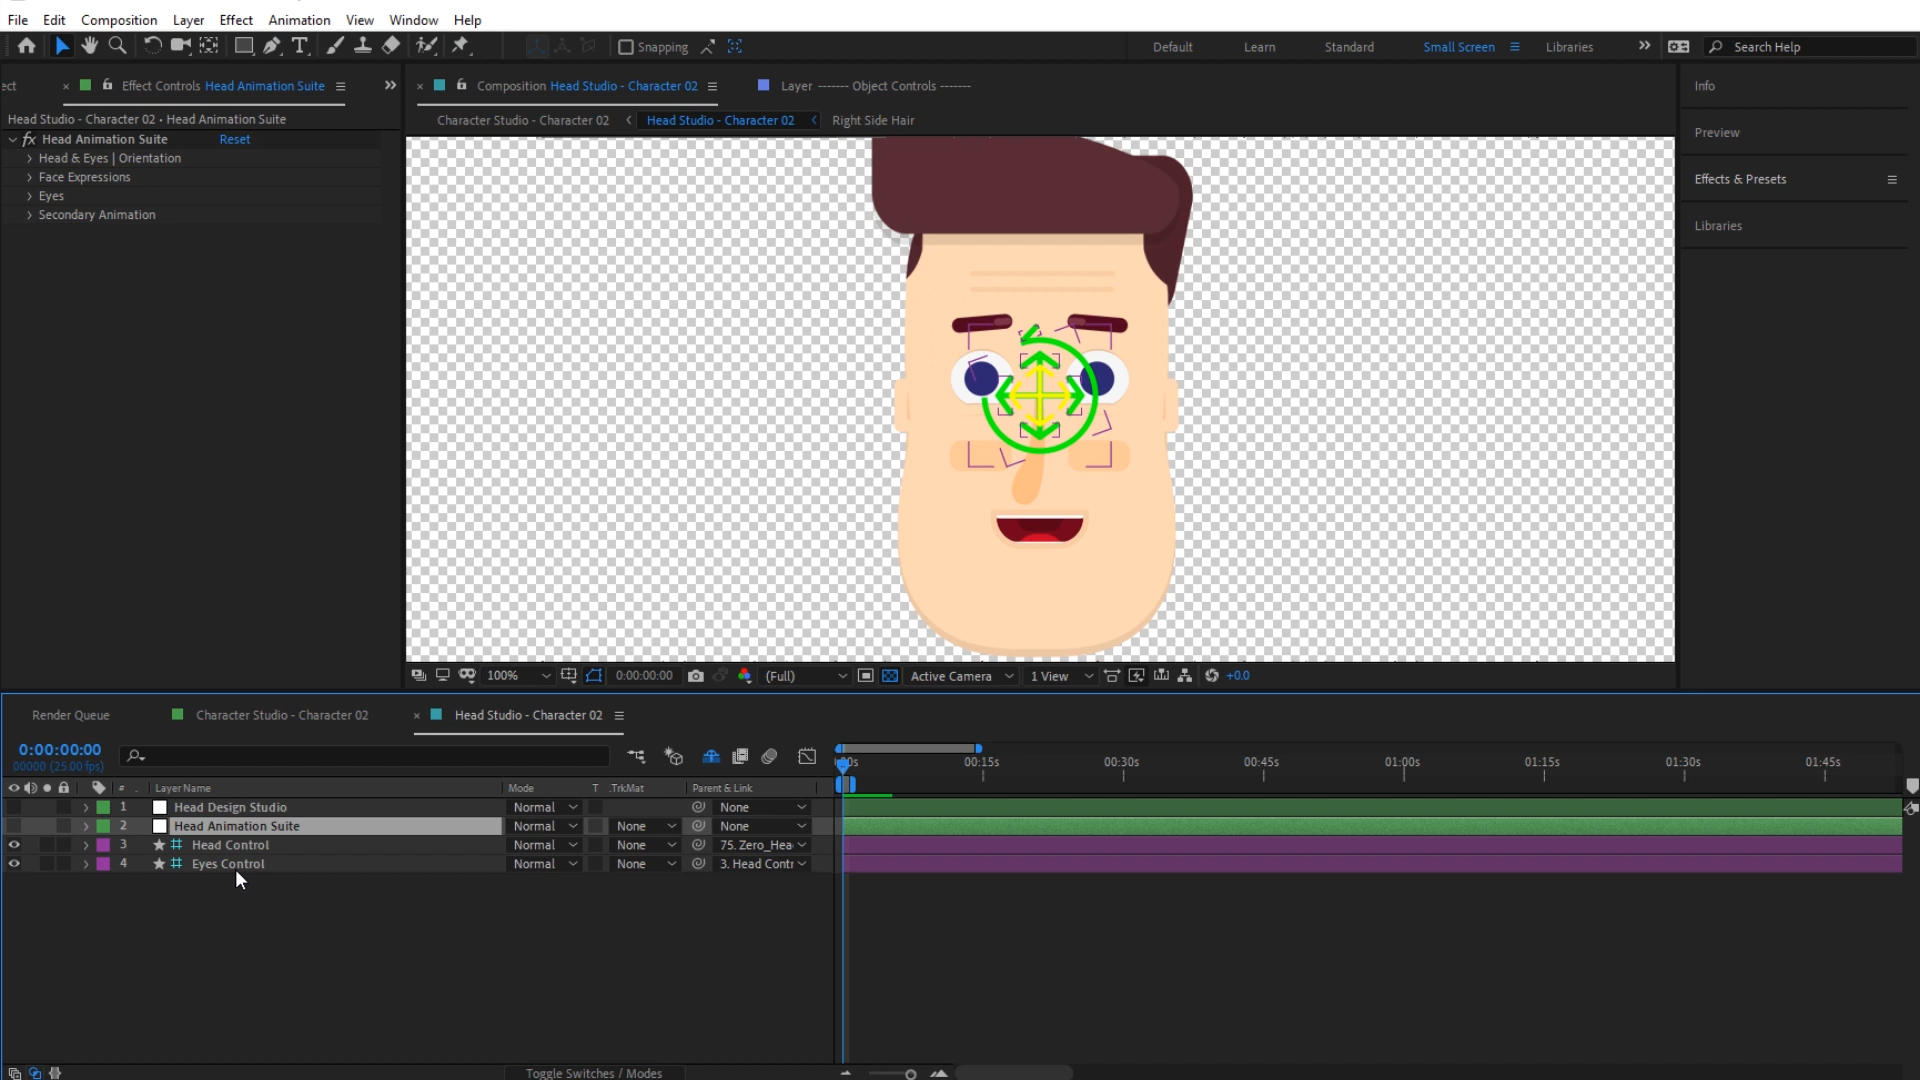 File Edit Composition Layer Effect Animation View Window Help
Snapping Default Learn Standard Small Screen Libraries Search Help
ect Effect Controls Head Animation Suite
Composition Head Studio - Character 02 Layer ------- Object Controls -------
Info
Head Studio - Character 02 • Head Animation Suite
Character Studio - Character 02 Head Studio - Character 02 Right Side Hair
fx Head Animation Suite Reset
Head & Eyes | Orientation
Face Expressions
Eyes
Secondary Animation
Preview
Effects & Presets
Libraries
100% 0:00:00:00 (Full) Active Camera 1 View +0.0
Render Queue Character Studio - Character 02 Head Studio - Character 02
0:00:00:00
00000 (25.00 fps)
00s 00:15s 00:30s 00:45s 01:00s 01:15s 01:30s 01:45s
# Layer Name Mode T .TrkMat Parent & Link
1 Head Design Studio Normal None
2 Head Animation Suite Normal None None
3 Head Control Normal None 75. Zero_Hea
4 Eyes Control Normal None 3. Head Contr
Toggle Switches / Modes